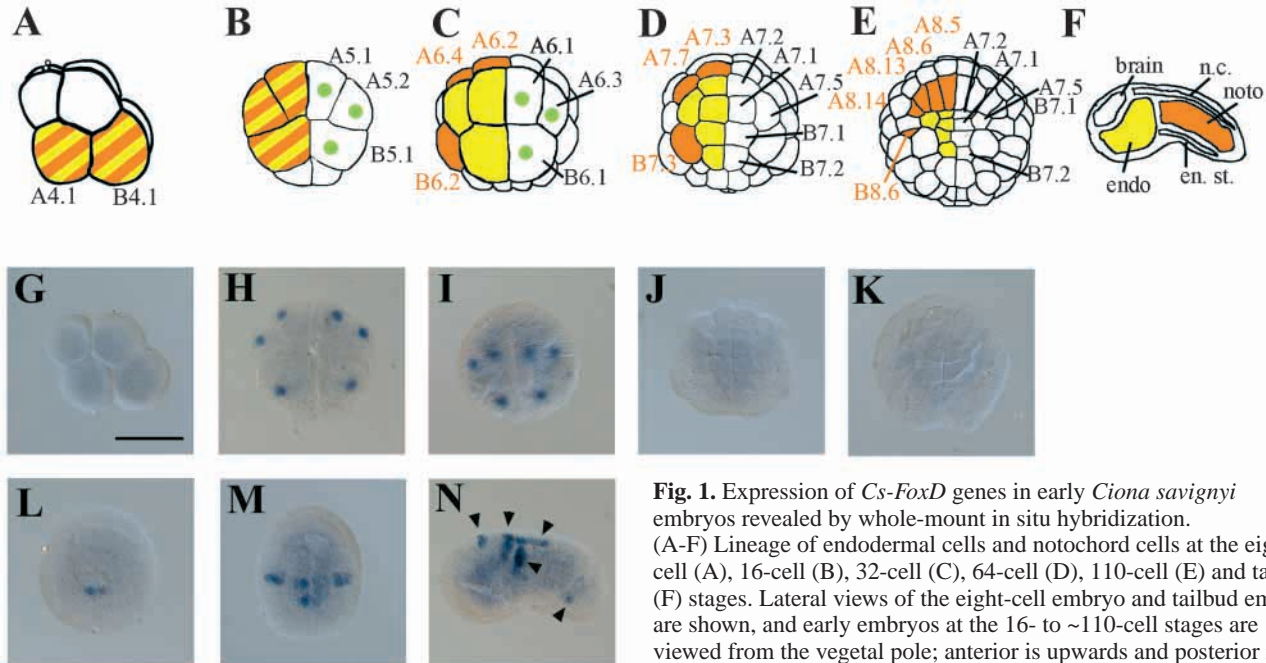 A B C D E F
A5.1
A5.2
B5.1
A4.1 B4.1
A6.4 A6.2 A6.1
A6.3
B6.2 B6.1
A7.7 A7.3 A7.2
A7.1
A7.5
B7.1
B7.3 B7.2
A8.5
A8.6 A7.2
A8.13 A7.1
A8.14 A7.5
B7.1
B8.6 B7.2
brain n.c.
noto
endo en. st.
G H I J K
L M N
Fig. 1. Expression of Cs-FoxD genes in early Ciona savignyi
embryos revealed by whole-mount in situ hybridization.
(A-F) Lineage of endodermal cells and notochord cells at the eig
cell (A), 16-cell (B), 32-cell (C), 64-cell (D), 110-cell (E) and ta
(F) stages. Lateral views of the eight-cell embryo and tailbud em
are shown, and early embryos at the 16- to ~110-cell stages are
viewed from the vegetal pole; anterior is upwards and posterior